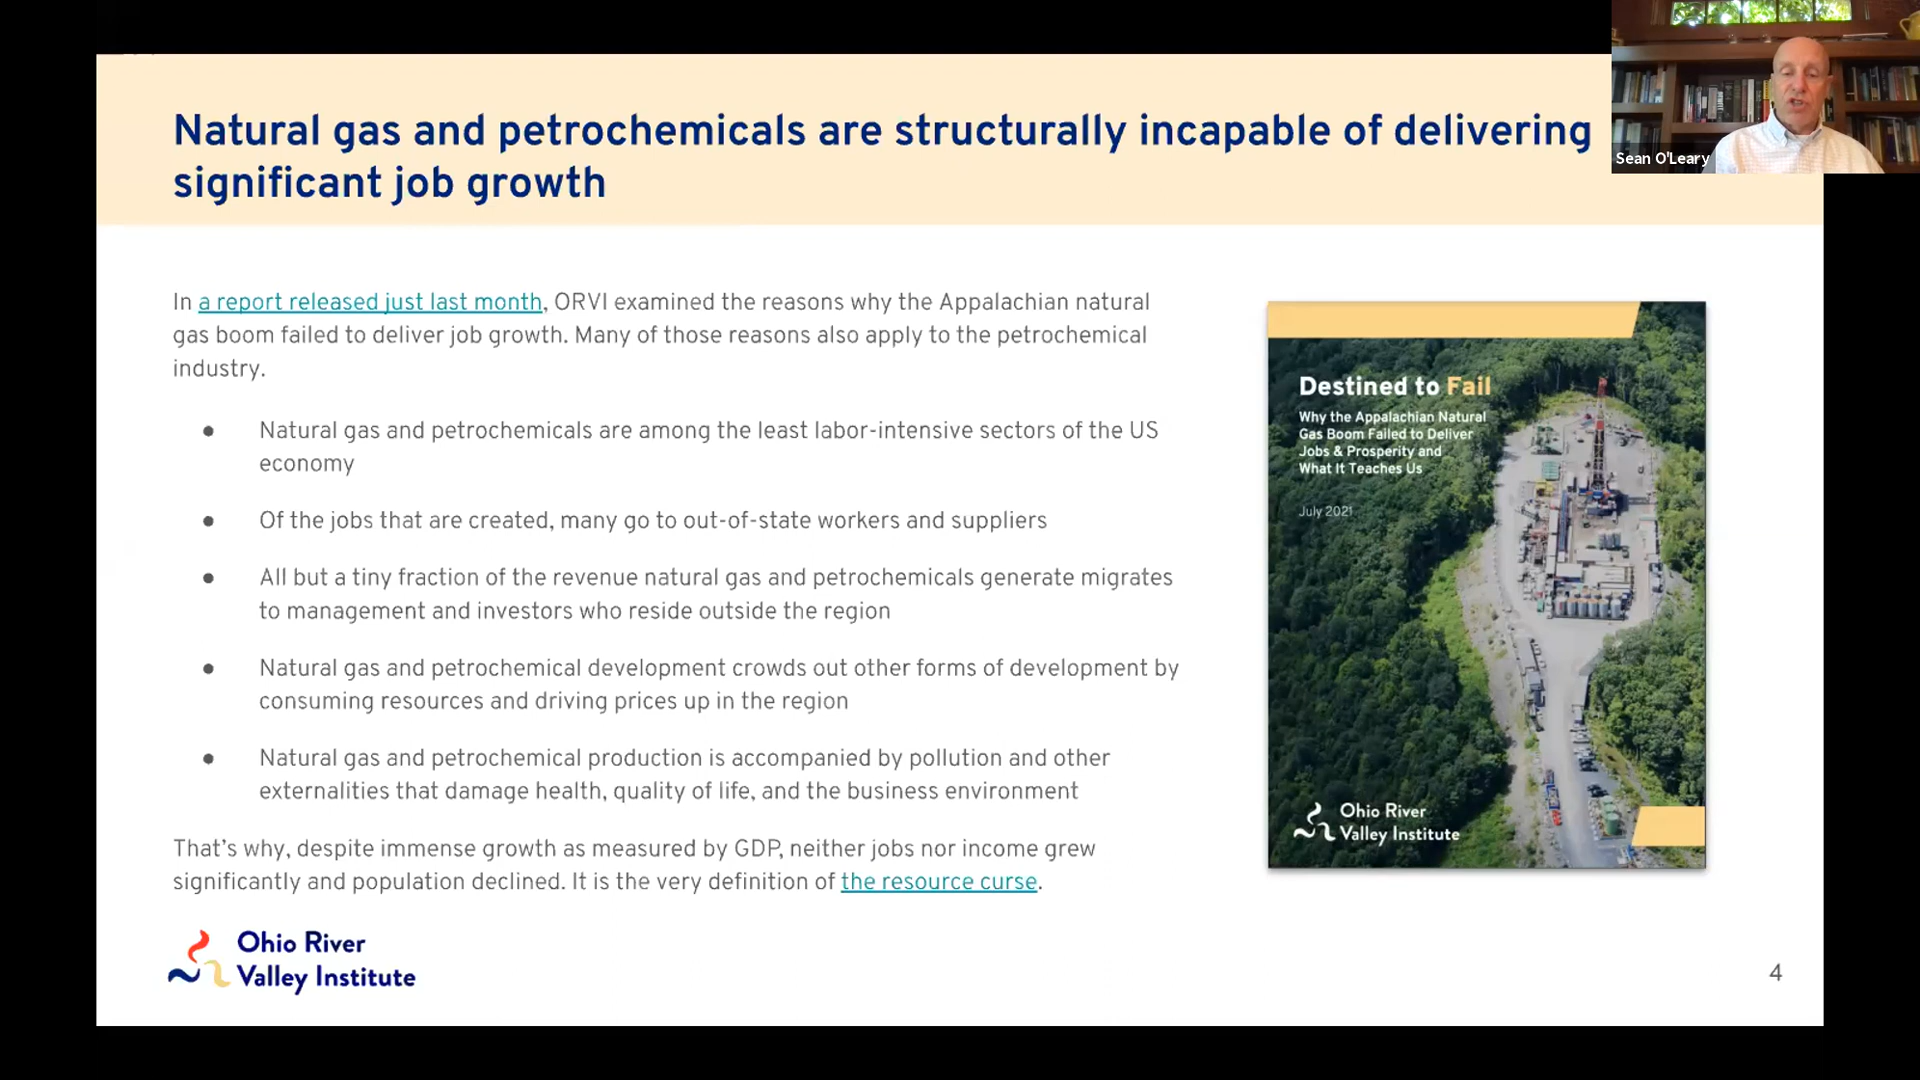 Natural gas and petrochemicals are structurally incapable of delivering
significant job growth
Sean O'Leary
In a report released just last month, ORVI examined the reasons why the Appalachian natural
gas boom failed to deliver job growth. Many of those reasons also apply to the petrochemical
industry.
● Natural gas and petrochemicals are among the least labor-intensive sectors of the US
economy
● Of the jobs that are created, many go to out-of-state workers and suppliers
● All but a tiny fraction of the revenue natural gas and petrochemicals generate migrates
to management and investors who reside outside the region
● Natural gas and petrochemical development crowds out other forms of development by
consuming resources and driving prices up in the region
● Natural gas and petrochemical production is accompanied by pollution and other
externalities that damage health, quality of life, and the business environment
That's why, despite immense growth as measured by GDP, neither jobs nor income grew
significantly and population declined. It is the very definition of the resource curse.
Destined to Fail
Why the Appalachian Natural
Gas Boom Failed to Deliver
Jobs & Prosperity and
What It Teaches Us
July 2021
Ohio River
Valley Institute
Ohio River
Valley Institute
4